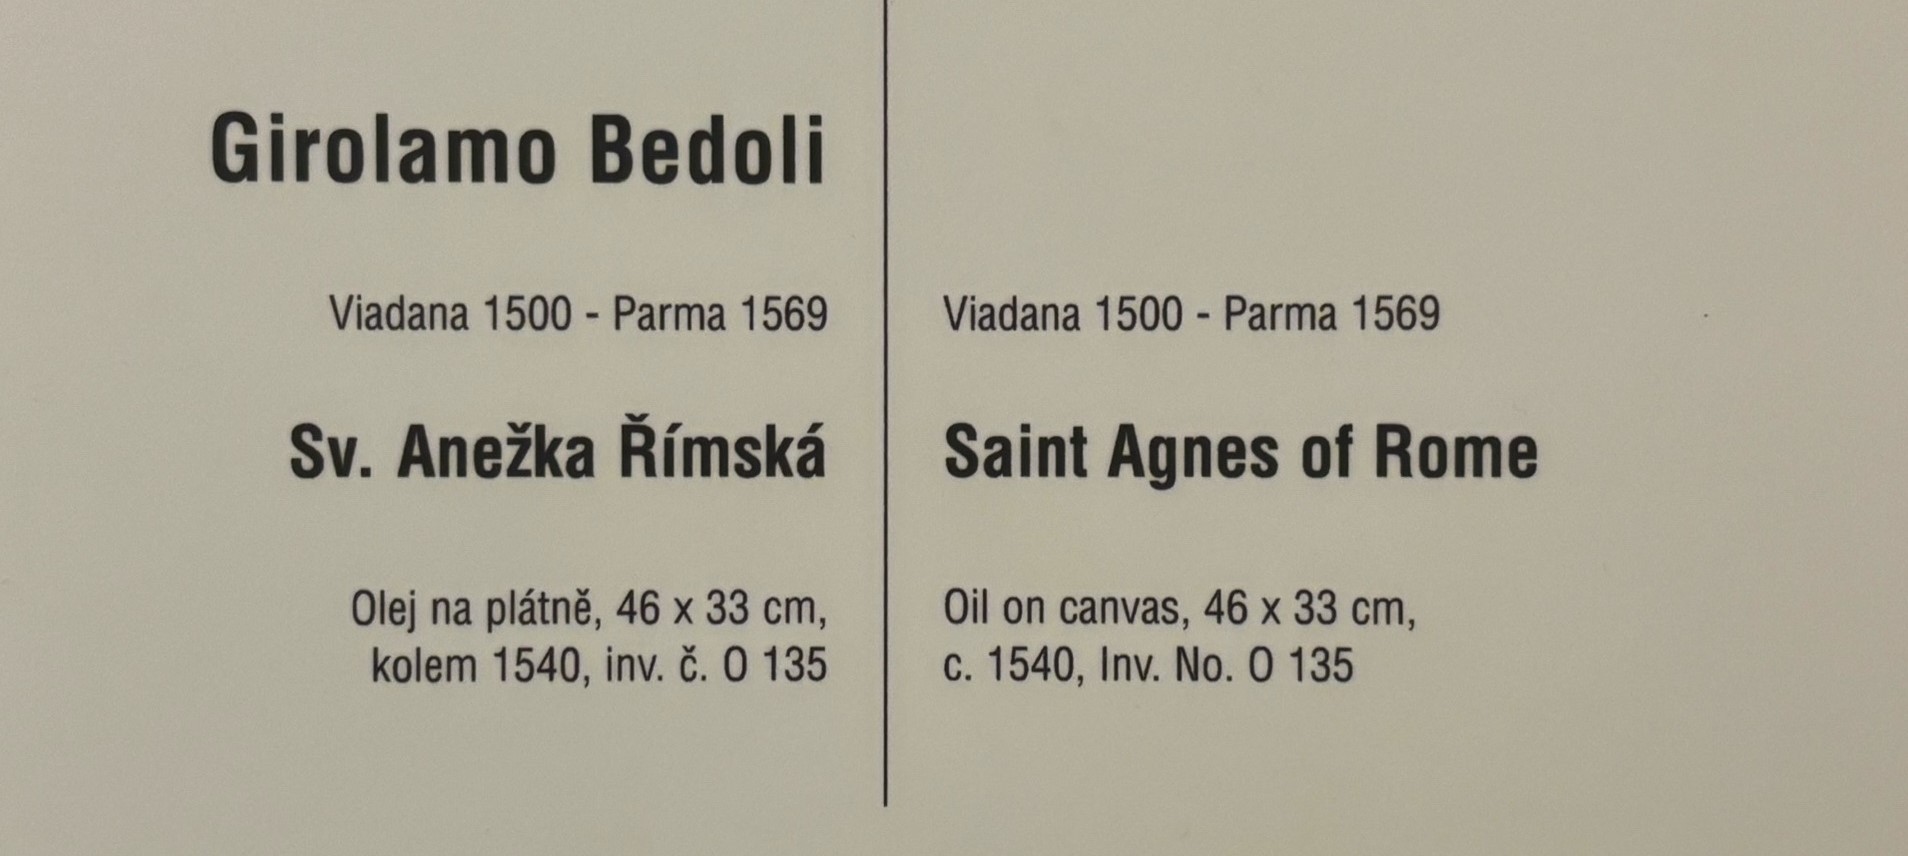 Girolamo Bedoli
Viadana 1500 - Parma 1569
Sv. Anežka Římská
Olej na plátně, 46 x 33 cm,
kolem 1540, inv. č. O 135
Viadana 1500 - Parma 1569
Saint Agnes of Rome
Oil on canvas, 46 x 33 cm,
c. 1540, Inv. No. O 135